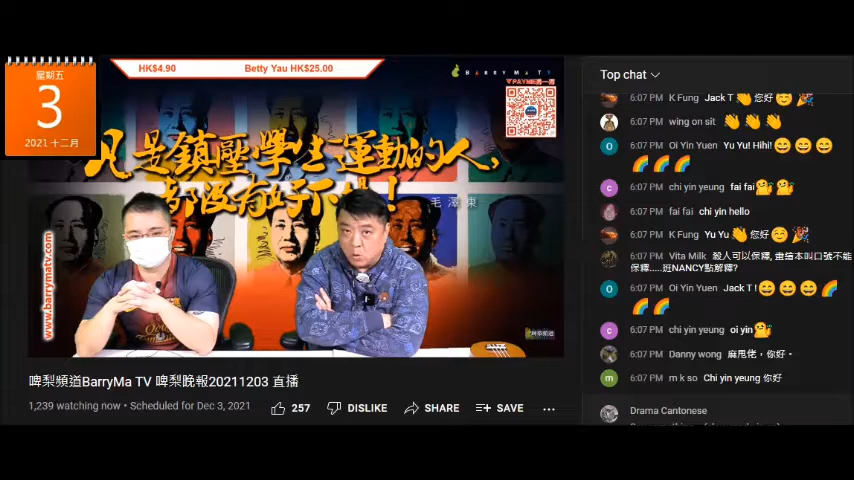 星期五
3
2021 十二月
HK$4.90
Betty Yau HK$25.00
BARRYMATV
凡是鎮壓學生運動的人,
都沒有好下場!
毛澤東
www.barrymatv.com
啤梨頻道
啤梨頻道BarryMa TV 啤梨晚報20211203 直播
1,239 watching now • Scheduled for Dec 3, 2021
257
DISLIKE
SHARE
SAVE
Top chat
6:07 PM K Fung Jack T 👋 您好 😊 🎉
6:07 PM wing on sit 👋 👋 👋
6:07 PM Oi Yin Yuen Yu Yu! Hihi! 😄 😄 😄
🌈 🌈 🌈
6:07 PM chi yin yeung fai fai 🙋 🙋
6:07 PM fai fai chi yin hello
6:07 PM K Fung Yu Yu 👋 您好 😊 🎉
6:07 PM Vita Milk 殺人可以保釋, 畫繪本叫口號不能
保釋.....班NANCY點解釋?
6:07 PM Oi Yin Yuen Jack T ! 😄 😄 😄 🌈
🌈 🌈
6:07 PM chi yin yeung oi yin 🙋
6:07 PM Danny wong 麻甩佬，你好。
6:07 PM m k so Chi yin yeung 你好
Drama Cantonese